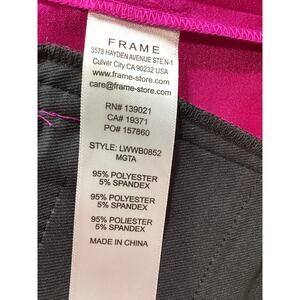 FRAME
3578 HAYDEN AVENUE STE N-1
Culver City CA 90232 USA
www.frame-store.com
care@frame-store.com
RN# 139021
CA# 19371
PO# 157860
STYLE: LWWB0852
MGTA
95% POLYESTER
5% SPANDEX
95% POLYESTER
5% SPANDEX
95% POLIESTER
5% SPANDEX
MADE IN CHINA